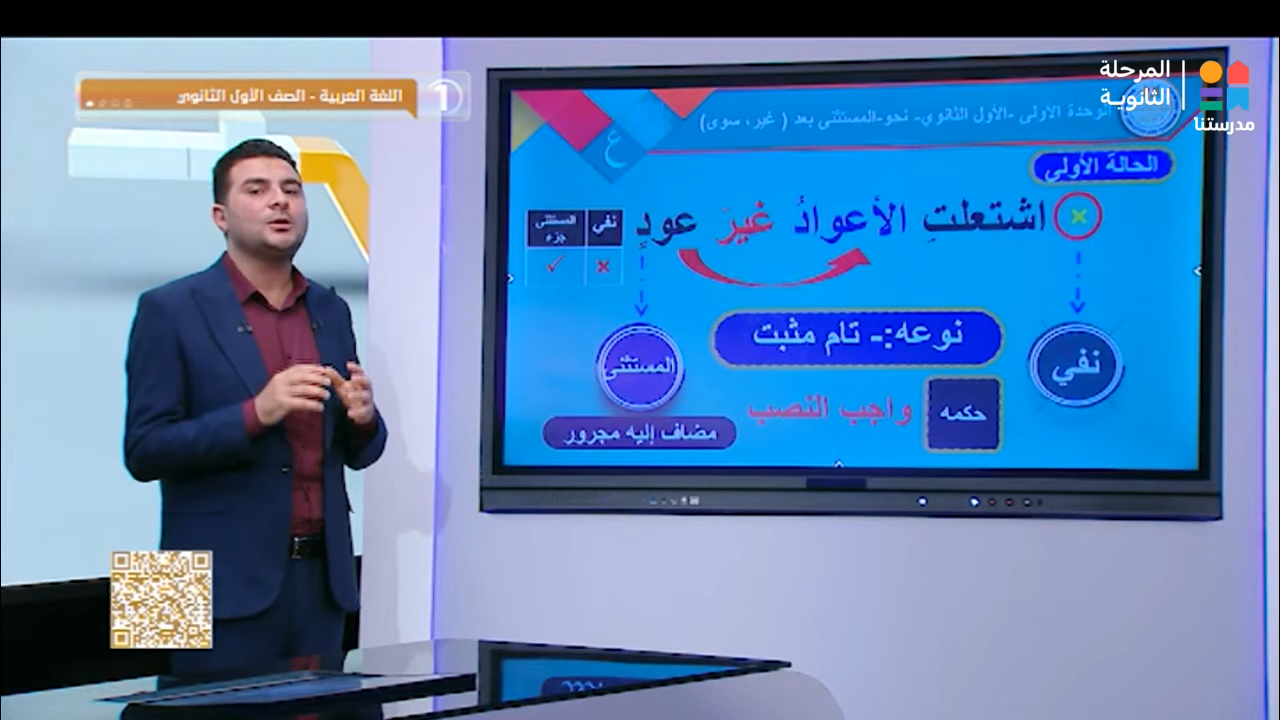 المرحلة
الثانوية
مدرستنا
اللغة العربية - الصف الأول الثانوي
1
الوحدة الأولى -الأول الثانوي- نحو-المستثنى بعد ( غير، سوى)
ع
الحالة الأولى
اشتعلتِ الأعوادُ غيرَ عودٍ
نفي
المستثنى جزء
نوعه:- تام مثبت
نفي
المستثنى
حكمه
واجب النصب
مضاف إليه مجرور